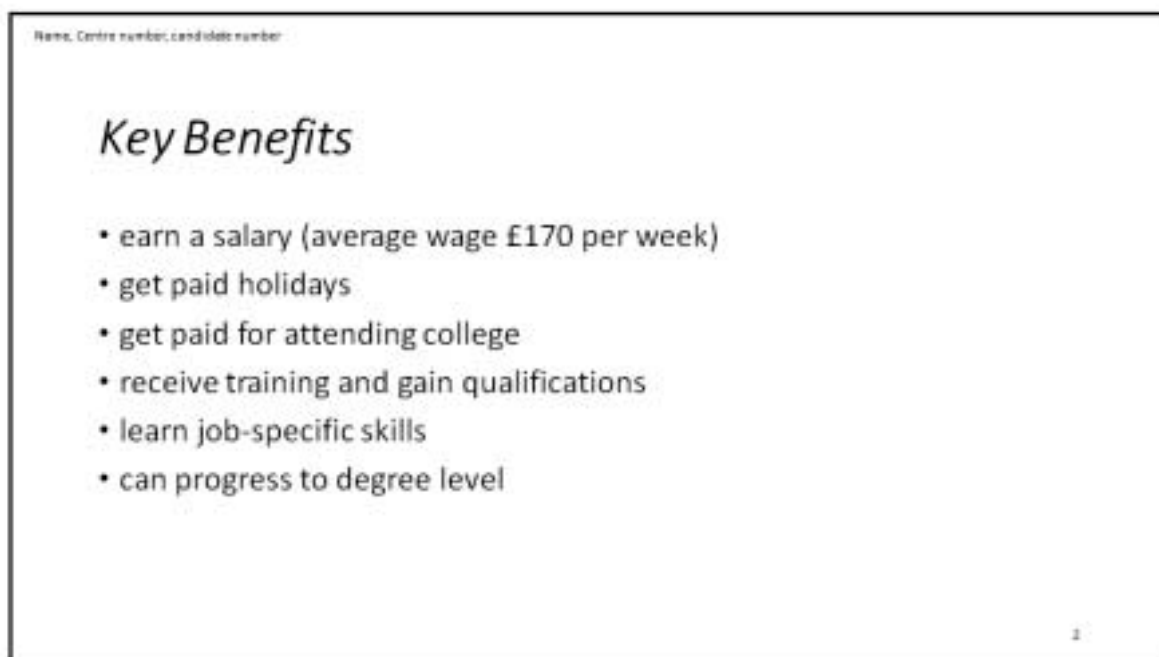 Name, Centre number, candidate number
Key Benefits
• earn a salary (average wage £170 per week)
• get paid holidays
• get paid for attending college
• receive training and gain qualifications
• learn job-specific skills
• can progress to degree level
2